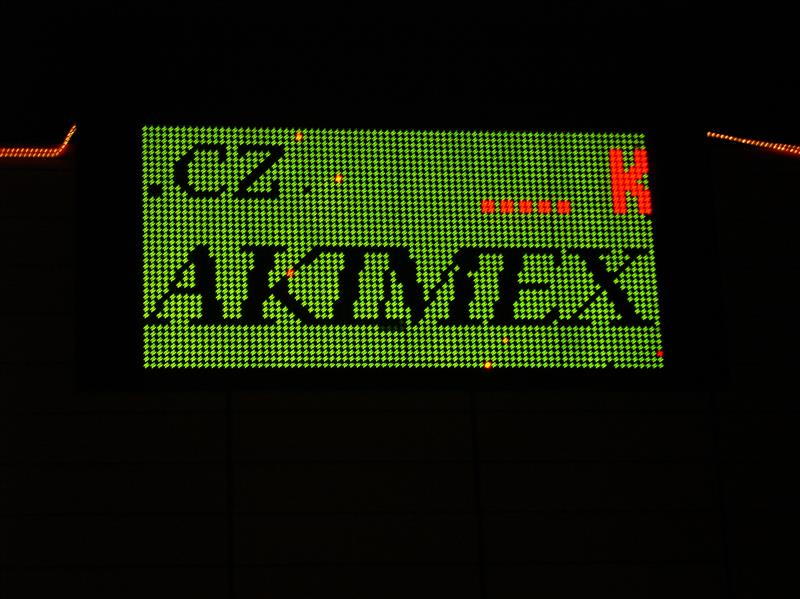 .CZ. ..... K
AKIMEX